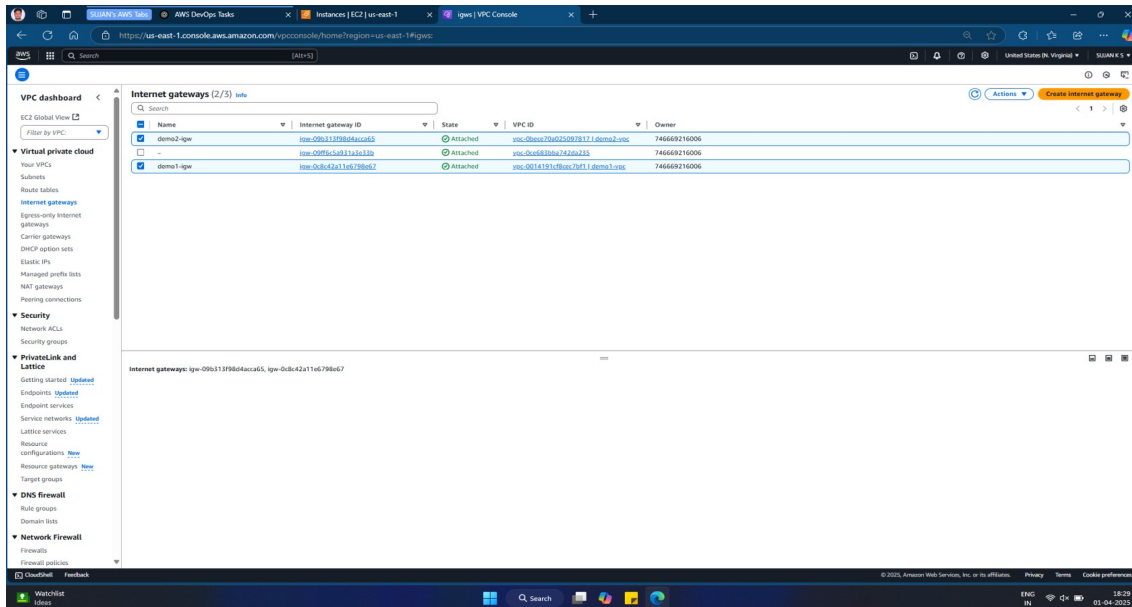 SUJAN's AWS Tabs AWS DevOps Tasks Instances | EC2 | us-east-1 igws | VPC Console
https://us-east-1.console.aws.amazon.com/vpcconsole/home?region=us-east-1#igws:
aws Search [Alt+S] United States (N. Virginia) SUJAN K S
VPC dashboard
EC2 Global View
Filter by VPC:
Virtual private cloud
Your VPCs
Subnets
Route tables
Internet gateways
Egress-only Internet
gateways
Carrier gateways
DHCP option sets
Elastic IPs
Managed prefix lists
NAT gateways
Peering connections
Security
Network ACLs
Security groups
PrivateLink and
Lattice
Getting started Updated
Endpoints Updated
Endpoint services
Service networks Updated
Lattice services
Resource
configurations New
Resource gateways New
Target groups
DNS firewall
Rule groups
Domain lists
Network Firewall
Firewalls
Firewall policies
Internet gateways (2/3) Info
Actions Create internet gateway
Search
1
Name Internet gateway ID State VPC ID Owner
demo2-igw igw-09b313f98d4acca65 Attached vpc-0bece70a025097817 | demo2-vpc 746669216006
– igw-09ff6c5a931a3e33b Attached vpc-0ce683bba742da235 746669216006
demo1-igw igw-0c8c42a11e6798e67 Attached vpc-0014191cf8cec7bf1 | demo1-vpc 746669216006
Internet gateways: igw-09b313f98d4acca65, igw-0c8c42a11e6798e67
CloudShell Feedback © 2025, Amazon Web Services, Inc. or its affiliates. Privacy Terms Cookie preferences
Watchlist
Ideas
Search
ENG
IN
18:29
01-04-2025